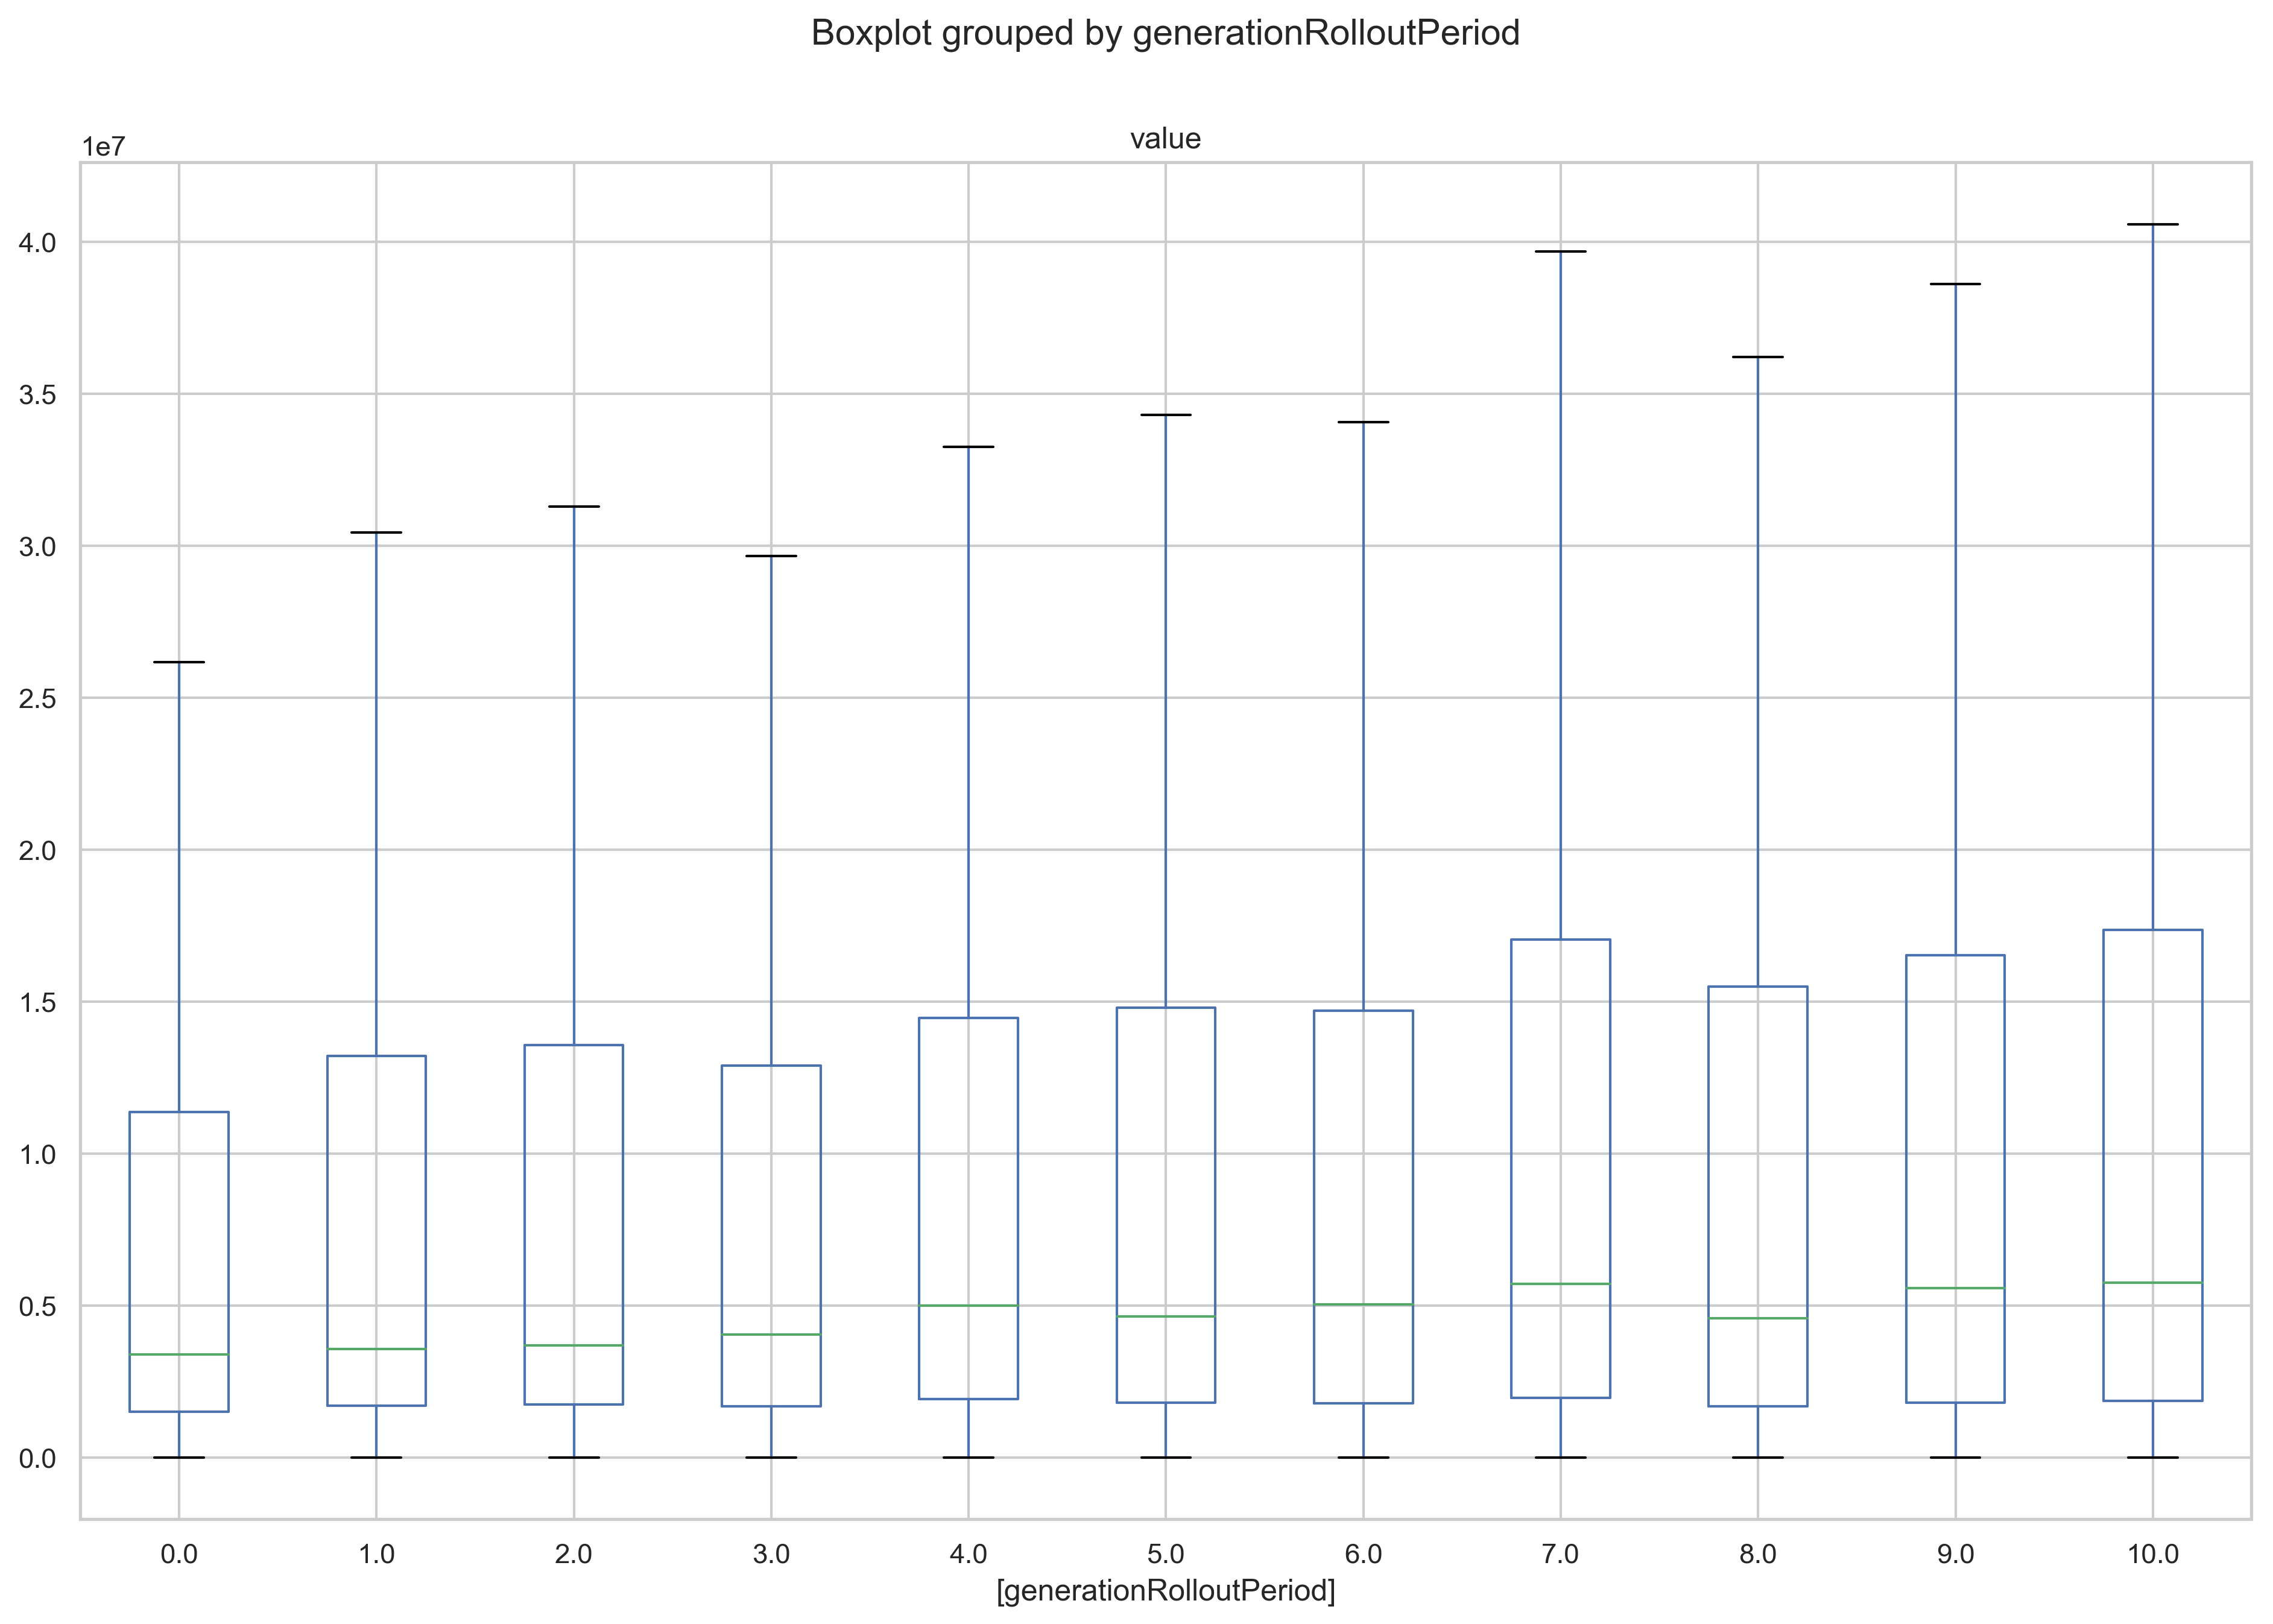 Boxplot grouped by generationRolloutPeriod
value
1e7
4.0
3.5
3.0
2.5
2.0
1.5
1.0
0.5
0.0
0.0 1.0 2.0 3.0 4.0 5.0 6.0 7.0 8.0 9.0 10.0
[generationRolloutPeriod]